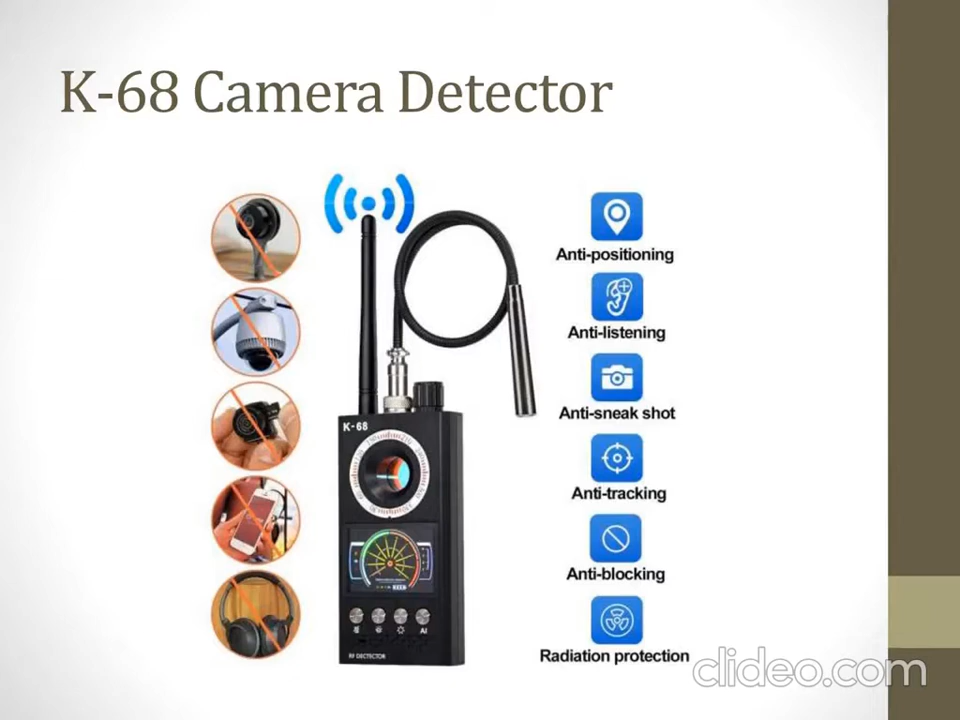 K-68 Camera Detector
K-68
Anti-positioning
Anti-listening
Anti-sneak shot
Anti-tracking
Anti-blocking
AI
RF DECTECTOR
Radiation protection
clideo.com